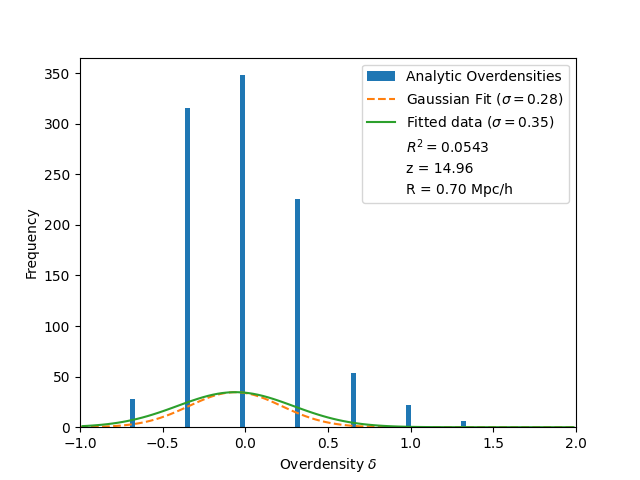 350
300
250
200
150
100
50
0
Frequency
−1.0 −0.5 0.0 0.5 1.0 1.5 2.0
Overdensity δ
Analytic Overdensities
Gaussian Fit (σ = 0.28)
Fitted data (σ = 0.35)
R² = 0.0543
z = 14.96
R = 0.70 Mpc/h